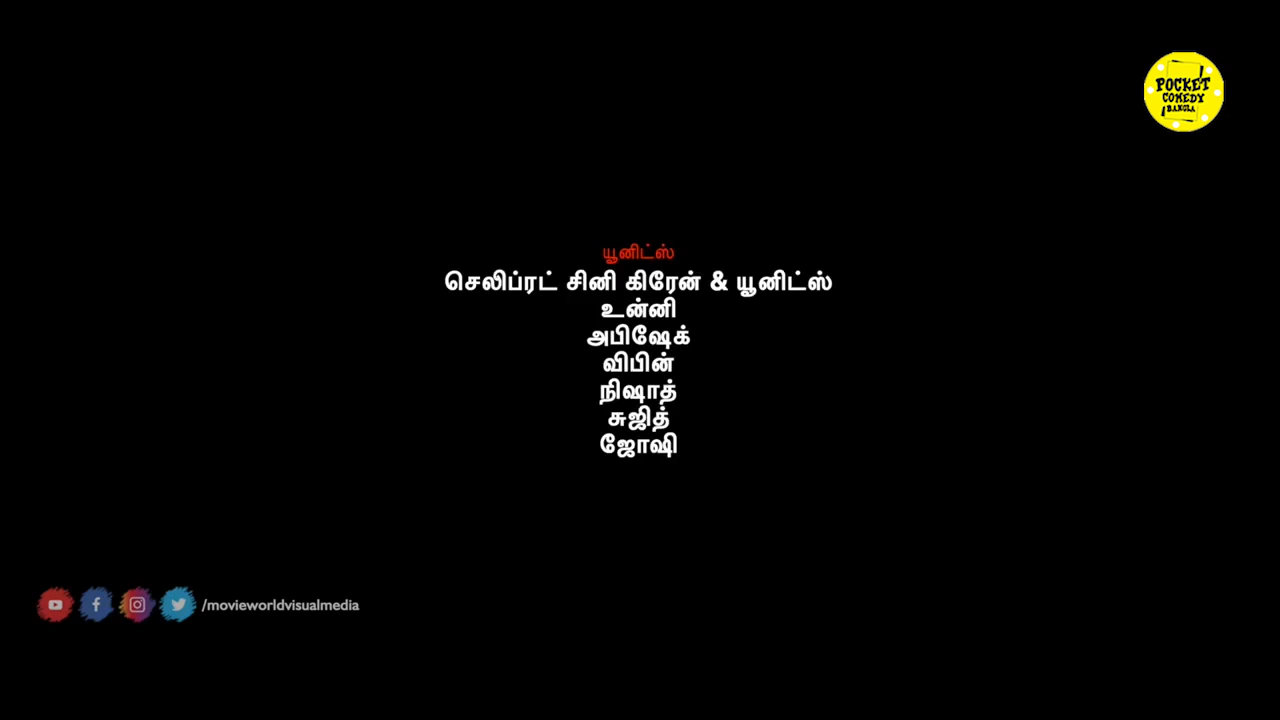 POCKET
COMEDY
BANGLA
யூனிட்ஸ்
செலிப்ரட் சினி கிரேன் & யூனிட்ஸ்
உன்னி
அபிஷேக்
விபின்
நிஷாத்
சுஜித்
ஜோஷி
/movieworldvisualmedia